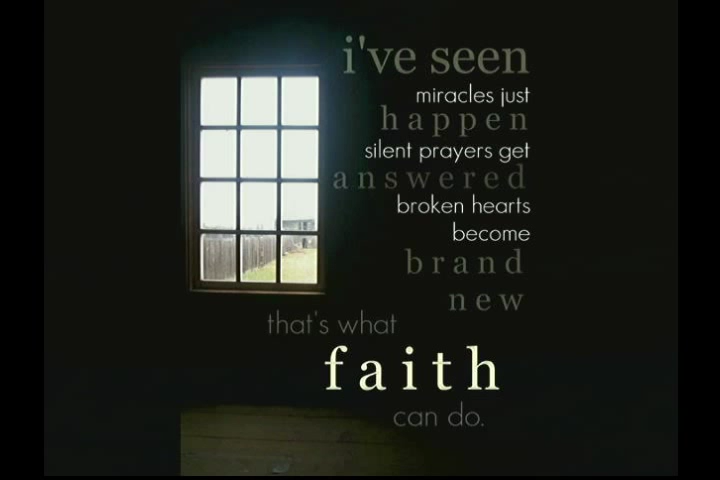 i've seen
miracles just
happen
silent prayers get
answered
broken hearts
become
brand
new
that's what
faith
can do.